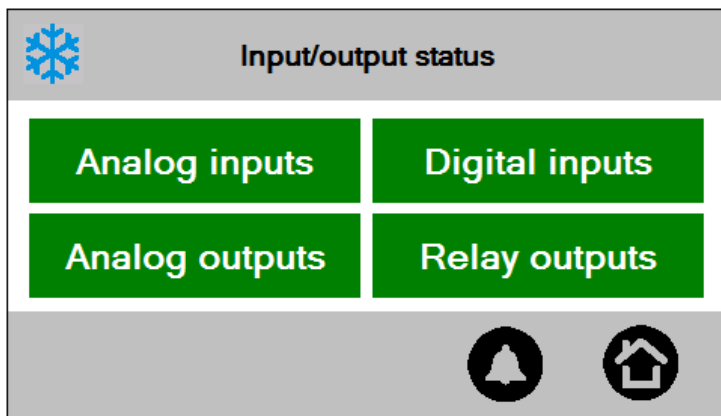 Input/output status
Analog inputs
Digital inputs
Analog outputs
Relay outputs